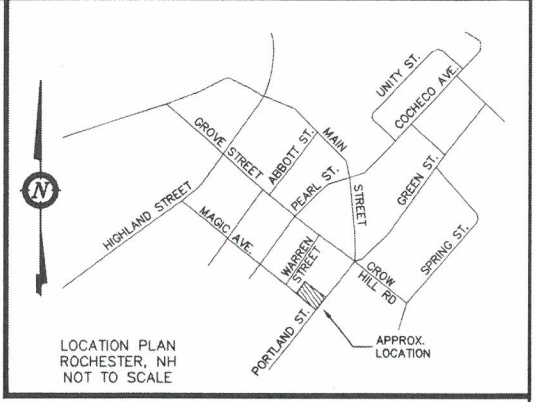 UNITY ST.
COCHECO AVE.
GROVE STREET
ABBOTT ST.
MAIN
STREET
PEARL ST.
GREEN ST.
N
HIGHLAND STREET
MAGIC AVE.
WARREN
STREET
CROW
HILL RD
SPRING ST.
PORTLAND ST.
APPROX.
LOCATION
LOCATION PLAN
ROCHESTER, NH
NOT TO SCALE